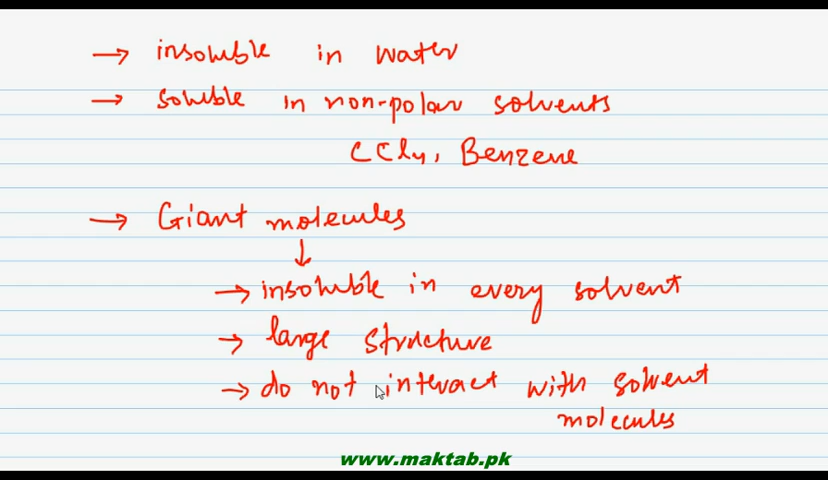 → insoluble in water
→ soluble in non-polar solvents
CCl4, Benzene
→ Giant molecules
↓
→ insoluble in every solvent
→ large structure
→ do not interact with solvent
molecules
www.maktab.pk